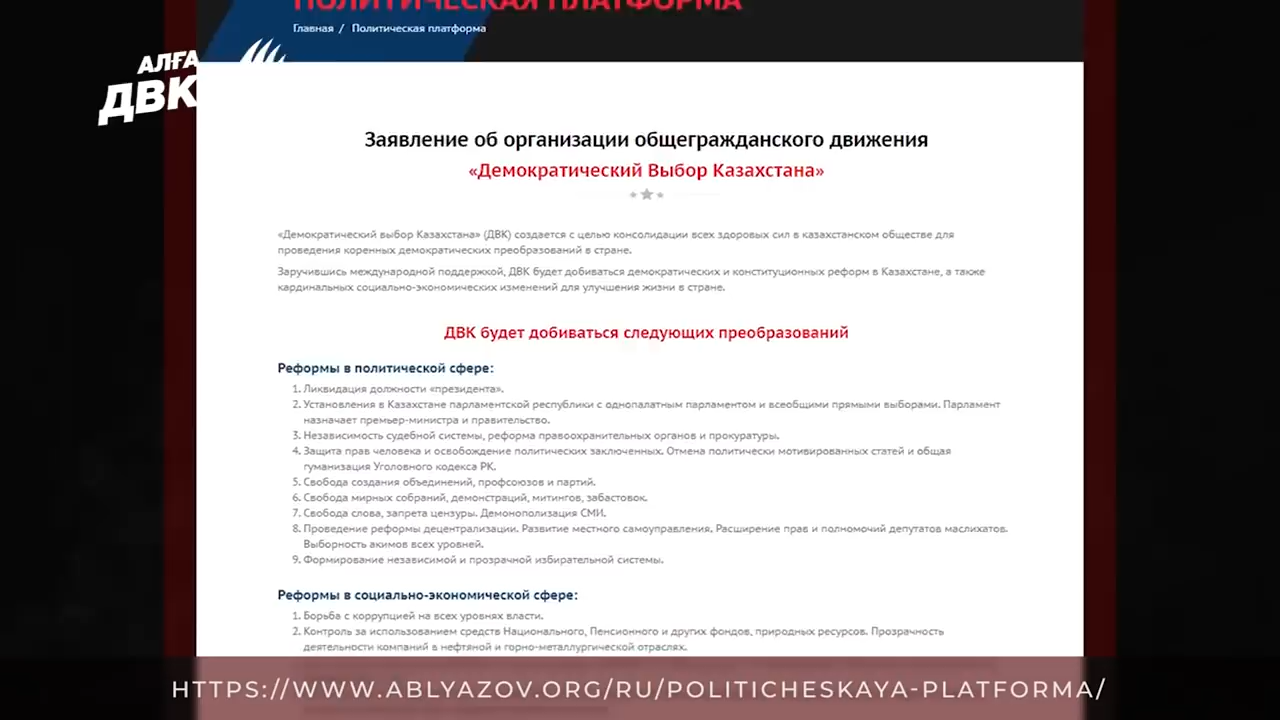 ПОЛИТИЧЕСКАЯ ПЛАТФОРМА
Главная / Политическая платформа
АЛҒА
ДВК
Заявление об организации общегражданского движения
«Демократический Выбор Казахстана»
«Демократический выбор Казахстана» (ДВК) создается с целью консолидации всех здоровых сил в казахстанском обществе для
проведения коренных демократических преобразований в стране.
Заручившись международной поддержкой, ДВК будет добиваться демократических и конституционных реформ в Казахстане, а также
кардинальных социально-экономических изменений для улучшения жизни в стране.
ДВК будет добиваться следующих преобразований
Реформы в политической сфере:
1. Ликвидация должности «президента».
2. Установления в Казахстане парламентской республики с однопалатным парламентом и всеобщими прямыми выборами. Парламент
назначает премьер-министра и правительство.
3. Независимость судебной системы, реформа правоохранительных органов и прокуратуры.
4. Защита прав человека и освобождение политических заключенных. Отмена политически мотивированных статей и общая
гуманизация Уголовного кодекса РК.
5. Свобода создания объединений, профсоюзов и партий.
6. Свобода мирных собраний, демонстраций, митингов, забастовок.
7. Свобода слова, запрета цензуры. Демонополизация СМИ.
8. Проведение реформы децентрализации. Развитие местного самоуправления. Расширение прав и полномочий депутатов маслихатов.
Выборность акимов всех уровней.
9. Формирование независимой и прозрачной избирательной системы.
Реформы в социально-экономической сфере:
1. Борьба с коррупцией на всех уровнях власти.
2. Контроль за использованием средств Национального, Пенсионного и других фондов, природных ресурсов. Прозрачность
деятельности компаний в нефтяной и горно-металлургической отраслях.
HTTPS://WWW.ABLYAZOV.ORG/RU/POLITICHESKAYA-PLATFORMA/